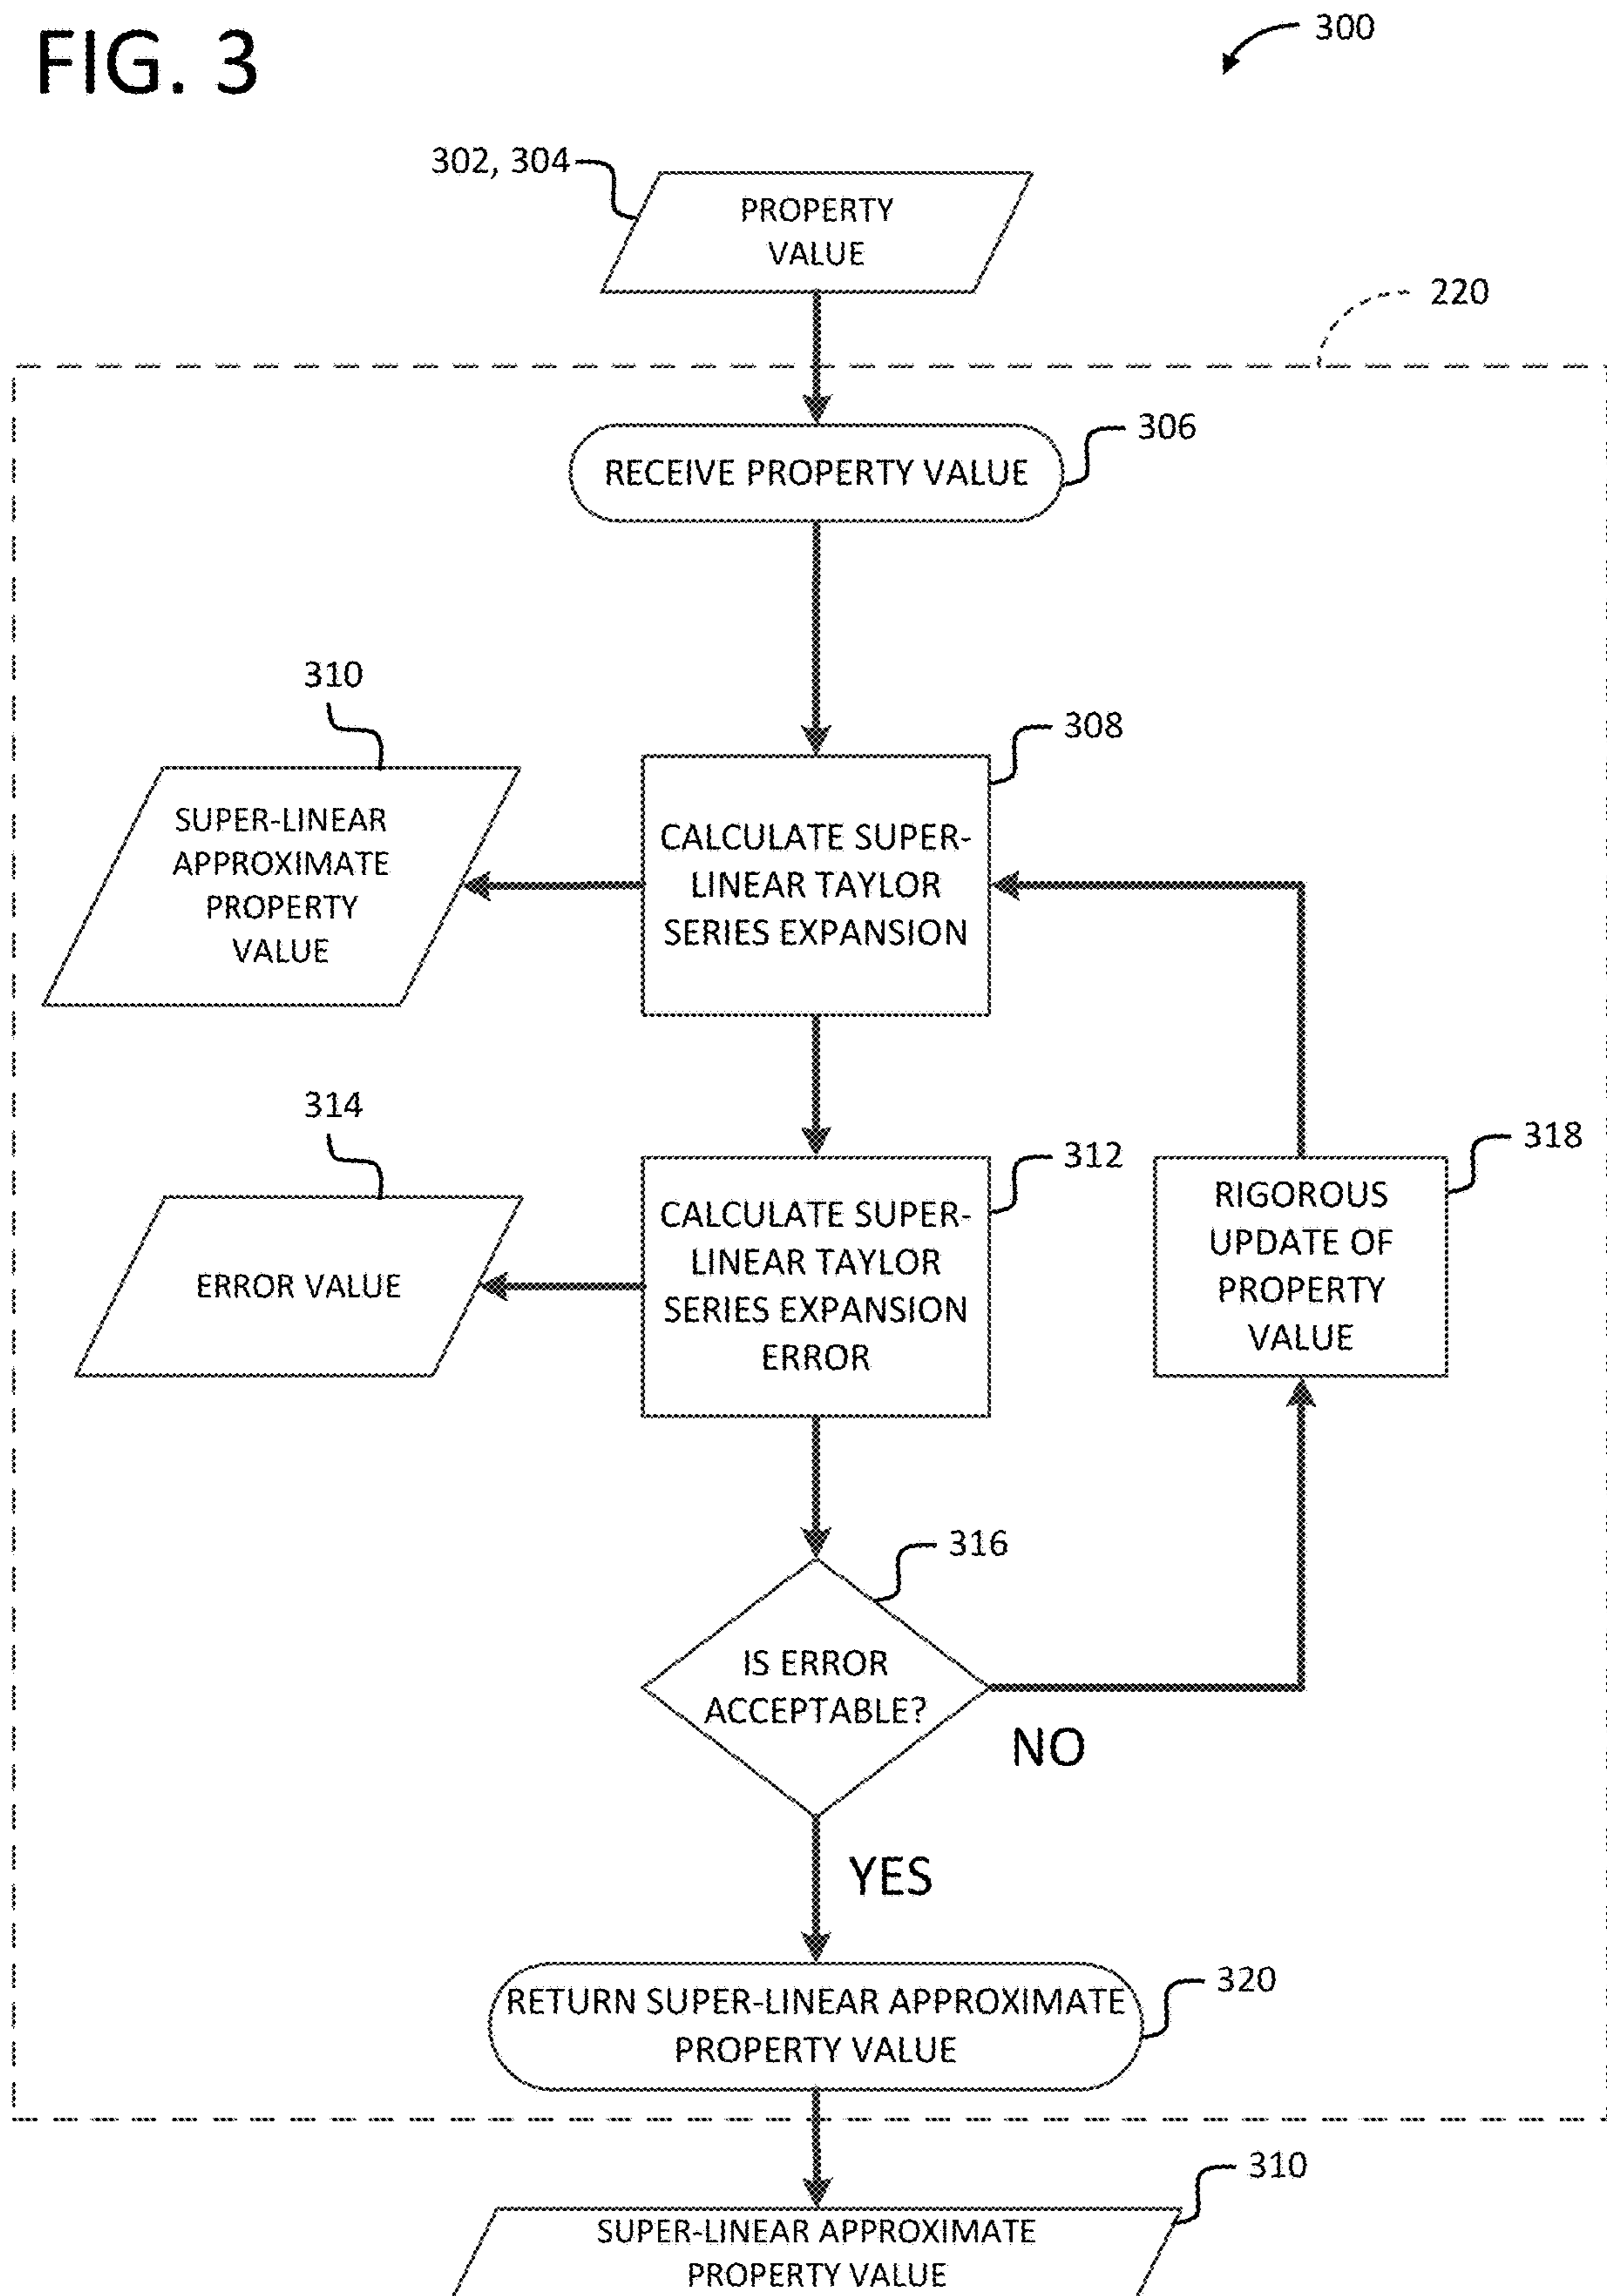 FIG. 3
300
302, 304
PROPERTY
VALUE
220
RECEIVE PROPERTY VALUE
306
310
308
SUPER-LINEAR
APPROXIMATE
PROPERTY
VALUE
CALCULATE SUPER-
LINEAR TAYLOR
SERIES EXPANSION
314
312
318
ERROR VALUE
CALCULATE SUPER-
LINEAR TAYLOR
SERIES EXPANSION
ERROR
RIGOROUS
UPDATE OF
PROPERTY
VALUE
316
IS ERROR
ACCEPTABLE?
NO
YES
320
RETURN SUPER-LINEAR APPROXIMATE
PROPERTY VALUE
310
SUPER-LINEAR APPROXIMATE
PROPERTY VALUE